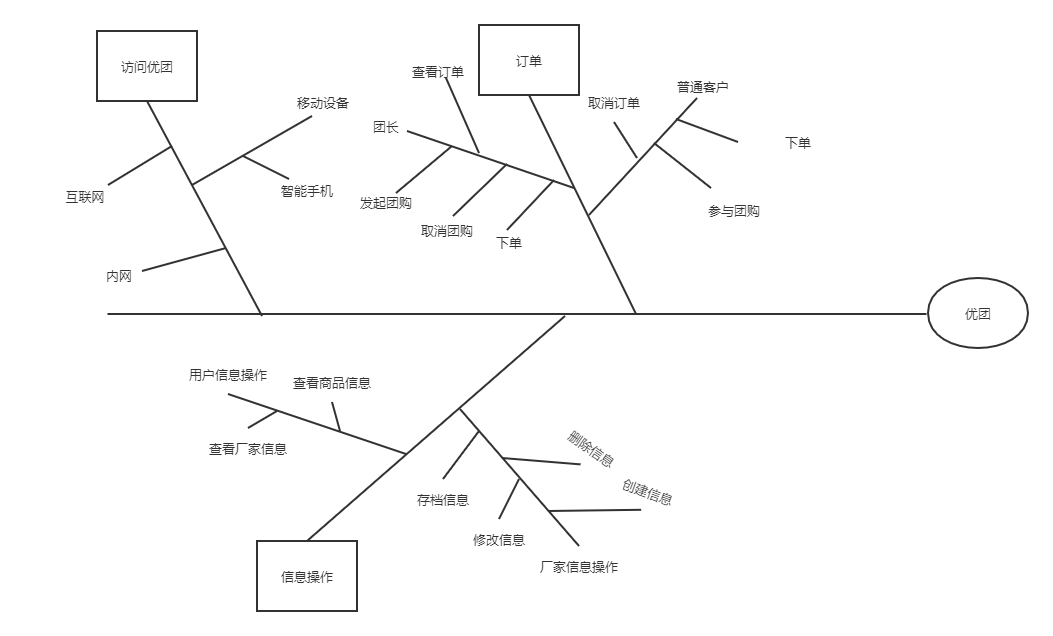 访问优团
订单
查看订单
普通客户
移动设备
取消订单
团长
下单
智能手机
互联网
发起团购
参与团购
取消团购
下单
内网
优团
用户信息操作
查看商品信息
查看厂家信息
删除信息
创建信息
存档信息
修改信息
厂家信息操作
信息操作